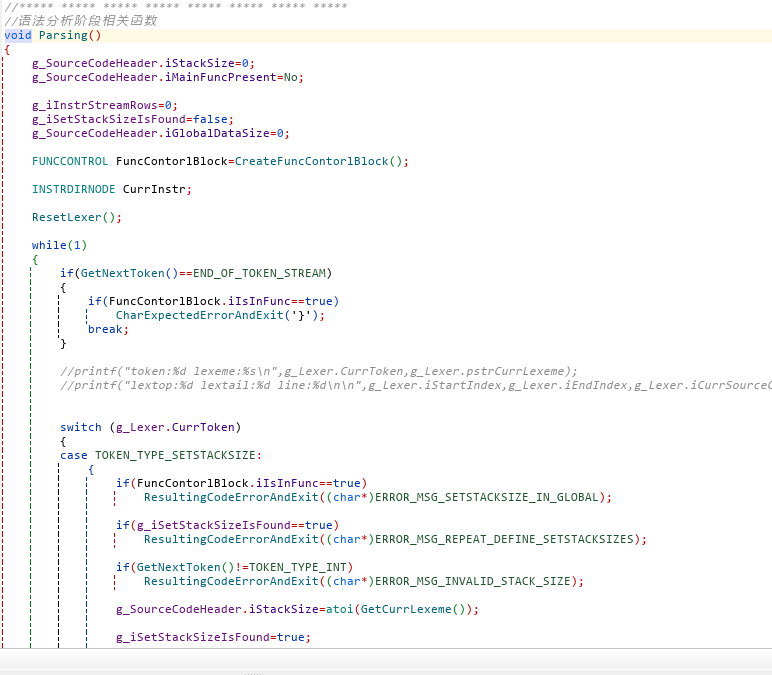 //***** ***** ***** ***** ***** ***** ***** *****
//语法分析阶段相关函数
void Parsing()
{
    g_SourceCodeHeader.iStackSize=0;
    g_SourceCodeHeader.iMainFuncPresent=No;
    g_iInstrStreamRows=0;
    g_iSetStackSizeIsFound=false;
    g_SourceCodeHeader.iGlobalDataSize=0;
    FUNCCONTROL FuncContorlBlock=CreateFuncContorlBlock();
    INSTRDIRNODE CurrInstr;
    ResetLexer();
    while(1)
    {
        if(GetNextToken()==END_OF_TOKEN_STREAM)
        {
            if(FuncContorlBlock.iIsInFunc==true)
                CharExpectedErrorAndExit('}');
            break;
        }
        //printf("token:%d lexeme:%s\n",g_Lexer.CurrToken,g_Lexer.pstrCurrLexeme);
        //printf("lextop:%d lextail:%d line:%d\n\n",g_Lexer.iStartIndex,g_Lexer.iEndIndex,g_Lexer.iCurrSourceC
        switch (g_Lexer.CurrToken)
        {
        case TOKEN_TYPE_SETSTACKSIZE:
            {
                if(FuncContorlBlock.iIsInFunc==true)
                    ResultingCodeErrorAndExit((char*)ERROR_MSG_SETSTACKSIZE_IN_GLOBAL);
                if(g_iSetStackSizeIsFound==true)
                    ResultingCodeErrorAndExit((char*)ERROR_MSG_REPEAT_DEFINE_SETSTACKSIZES);
                if(GetNextToken()!=TOKEN_TYPE_INT)
                    ResultingCodeErrorAndExit((char*)ERROR_MSG_INVALID_STACK_SIZE);
                g_SourceCodeHeader.iStackSize=atoi(GetCurrLexeme());
                g_iSetStackSizeIsFound=true;